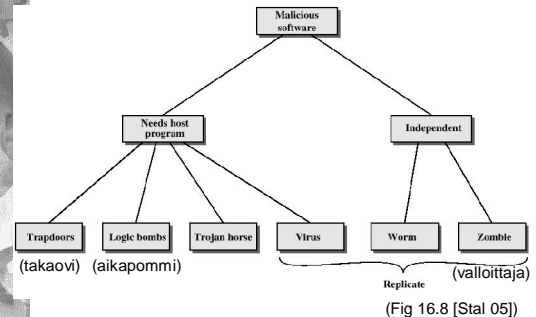 Malicious
software
Needs host
program
Independent
Trapdoors
Logic bombs
Trojan horse
Virus
Worm
Zombie
(takaovi)
(aikapommi)
(valloittaja)
Replicate
(Fig 16.8 [Stal 05])